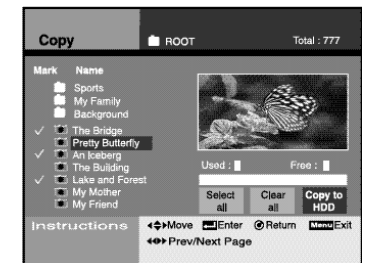 Copy ROOT Total : 777
Mark Name
Sports
My Family
Background
✓ The Bridge
Pretty Butterfly
✓ An Iceberg
The Building
✓ Lake and Forest
My Mother
My Friend
Used : Free :
Select all Clear all Copy to HDD
Instructions Move Enter Return Menu Exit
Prev/Next Page